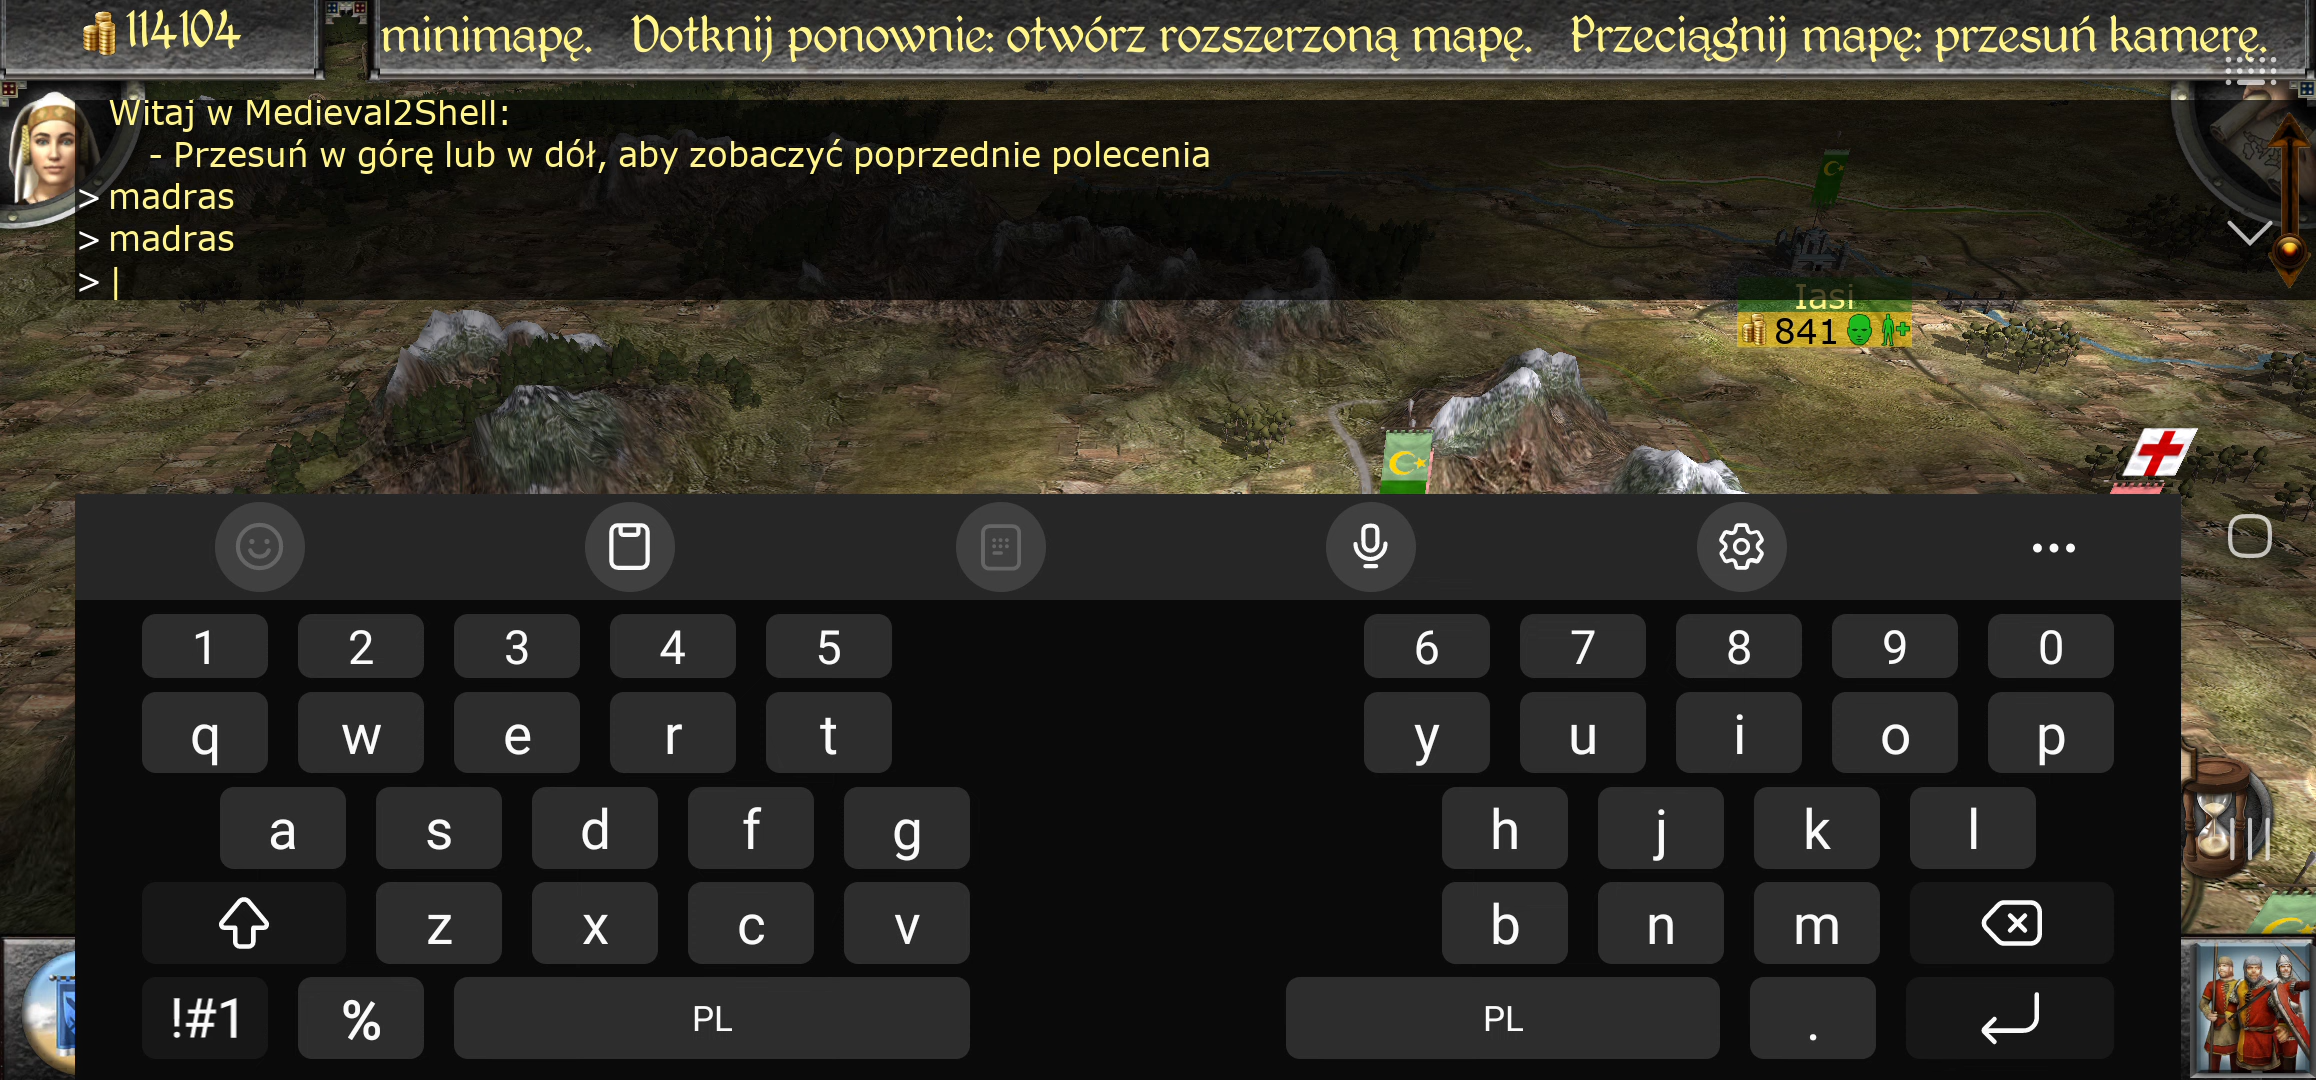 114104
minimapę. Dotknij ponownie: otwórz rozszerzoną mapę. Przeciągnij mapę: przesuń kamerę.
Witaj w Medieval2Shell:
- Przesuń w górę lub w dół, aby zobaczyć poprzednie polecenia
> madras
> madras
> |
Iasi
841
1 2 3 4 5 6 7 8 9 0
q w e r t y u i o p
a s d f g h j k l
z x c v b n m
!#1 % PL PL .